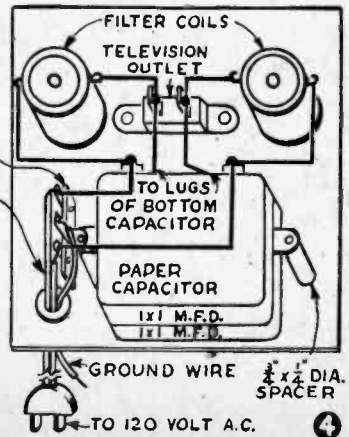 FILTER COILS
TELEVISION
OUTLET
TO LUGS
OF BOTTOM
CAPACITOR
PAPER
CAPACITOR
1x1 M.F.D.
1x1 M.F.D.
GROUND WIRE
3/4" x 1/4" DIA.
SPACER
TO 120 VOLT A.C.
4